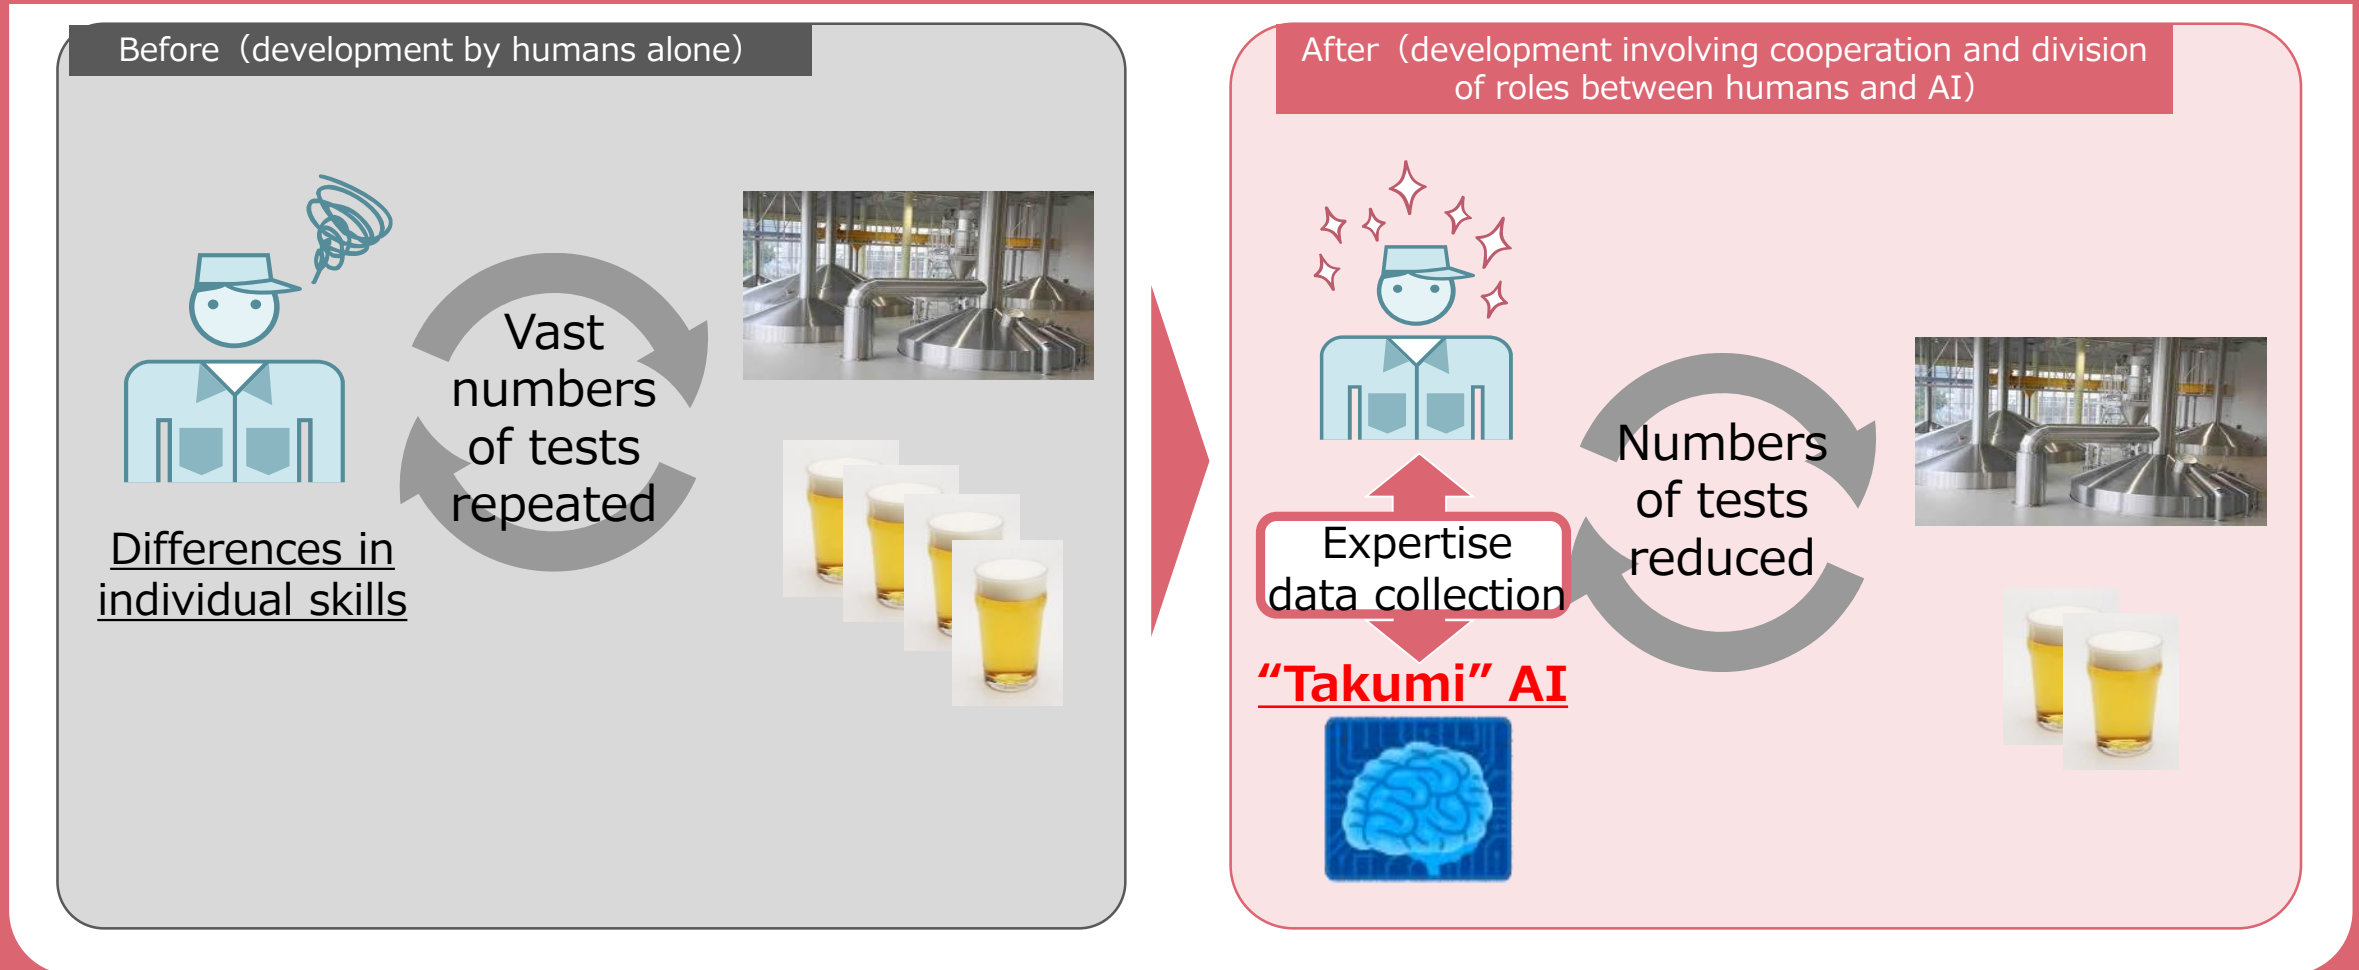 Before（development by humans alone）
Vast
numbers
of tests
repeated
Differences in
individual skills
After（development involving cooperation and division
of roles between humans and AI）
Expertise
data collection
“Takumi” AI
Numbers
of tests
reduced